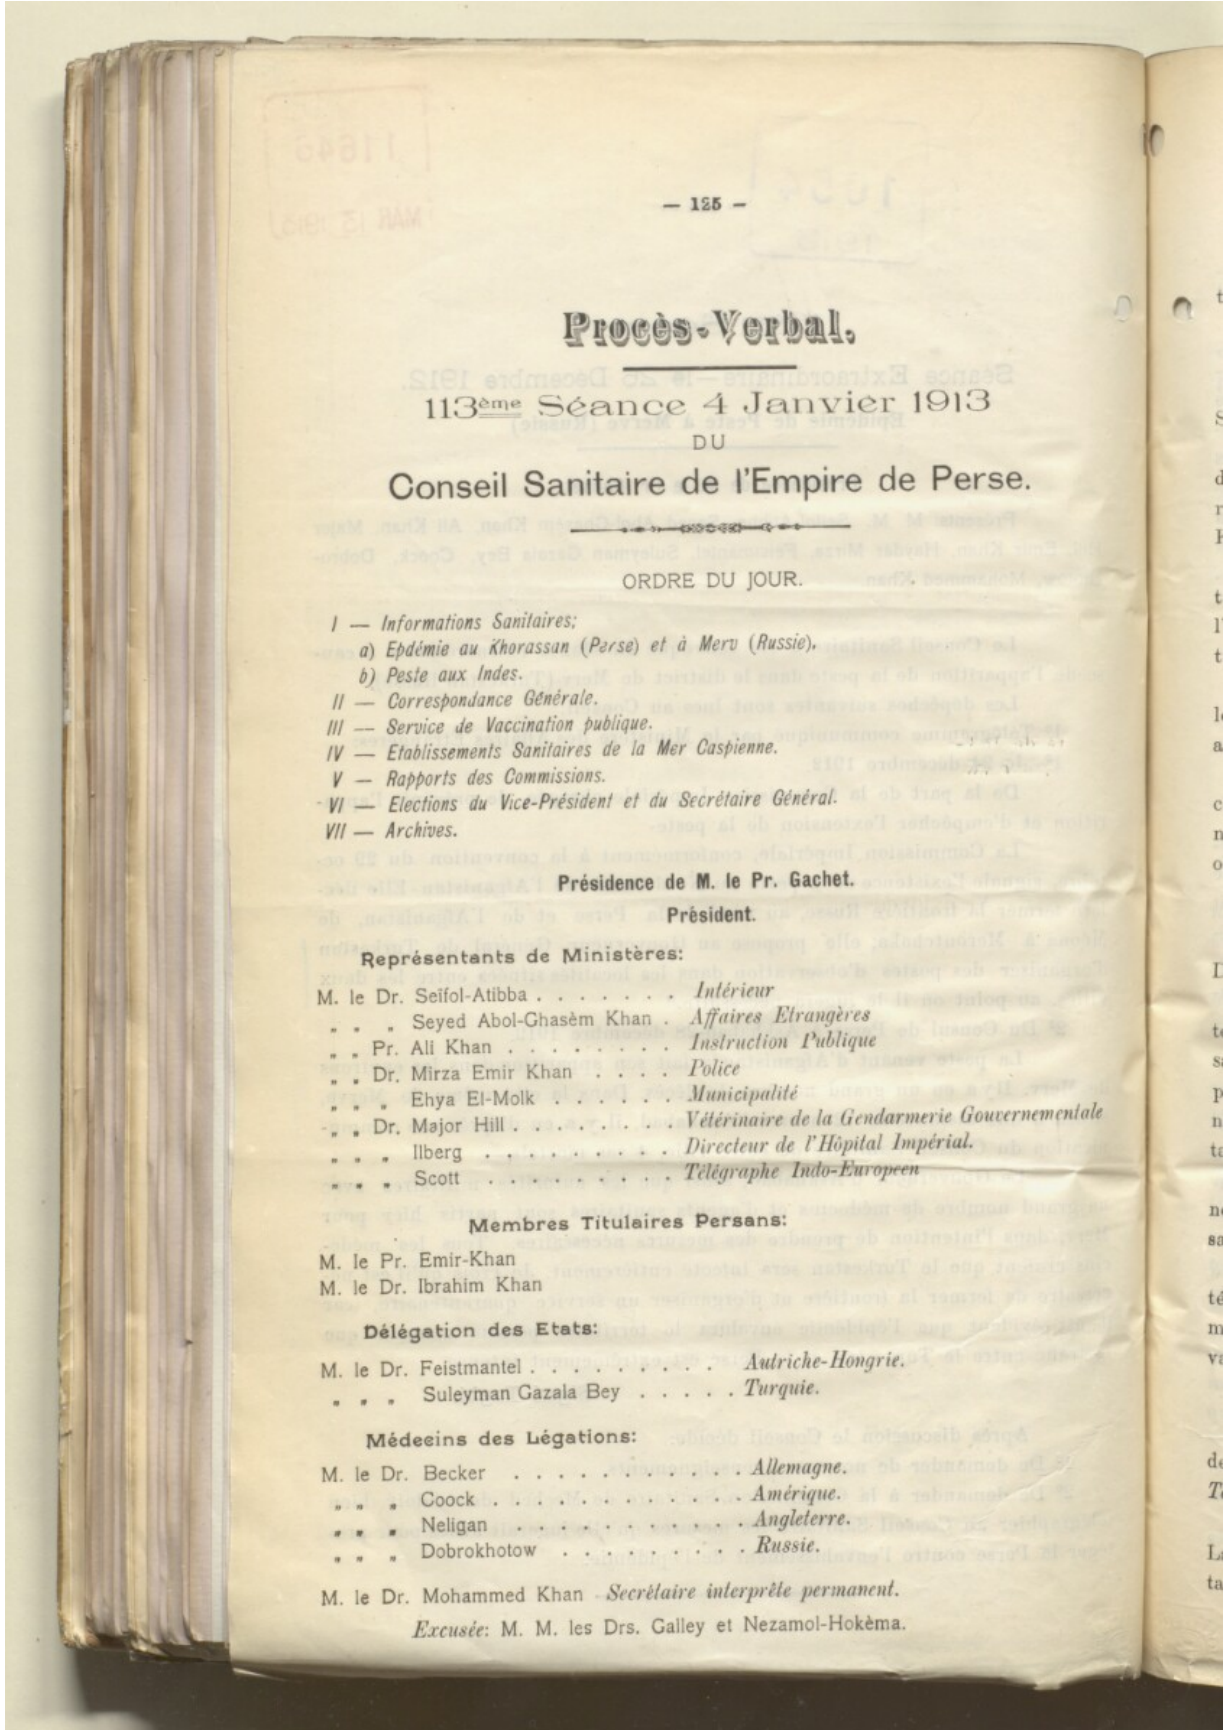 — 125 —
Procès-Verbal.
113ème Séance 4 Janvier 1913
DU
Conseil Sanitaire de l'Empire de Perse.
ORDRE DU JOUR.
I — Informations Sanitaires;
a) Epdémie au Khorassan (Perse) et à Merv (Russie).
b) Peste aux Indes.
II — Correspondance Générale.
III — Service de Vaccination publique.
IV — Etablissements Sanitaires de la Mer Caspienne.
V — Rapports des Commissions.
VI — Elections du Vice-Président et du Secrétaire Général.
VII — Archives.
Présidence de M. le Pr. Gachet.
Président.
Représentants de Ministères:
M. le Dr. Seïfol-Atibba . . . . . . . Intérieur
„ „ „ Seyed Abol-Ghasèm Khan . Affaires Etrangères
„ „ Pr. Ali Khan . . . . . . . . Instruction Publique
„ „ Dr. Mirza Emir Khan . . . . Police
„ „ „ Ehya El-Molk . . . . . . Municipalité
„ „ Dr. Major Hill . . . . . . . . Vétérinaire de la Gendarmerie Gouvernementale
„ „ „ Ilberg . . . . . . . . . Directeur de l'Hôpital Impérial.
„ „ „ Scott . . . . . . . . . Télégraphe Indo-Européen
Membres Titulaires Persans:
M. le Pr. Emir-Khan
M. le Dr. Ibrahim Khan
Délégation des Etats:
M. le Dr. Feistmantel . . . . . . . . . Autriche-Hongrie.
„ „ „ Suleyman Gazala Bey . . . . . Turquie.
Médecins des Légations:
M. le Dr. Becker . . . . . . . . . . . Allemagne.
„ „ „ Coock . . . . . . . . . . . . Amérique.
„ „ „ Neligan . . . . . . . . . . . Angleterre.
„ „ „ Dobrokhotow . . . . . . . . . Russie.
M. le Dr. Mohammed Khan - Secrétaire interprête permanent.
Excusée: M. M. les Drs. Galley et Nezamol-Hokèma.